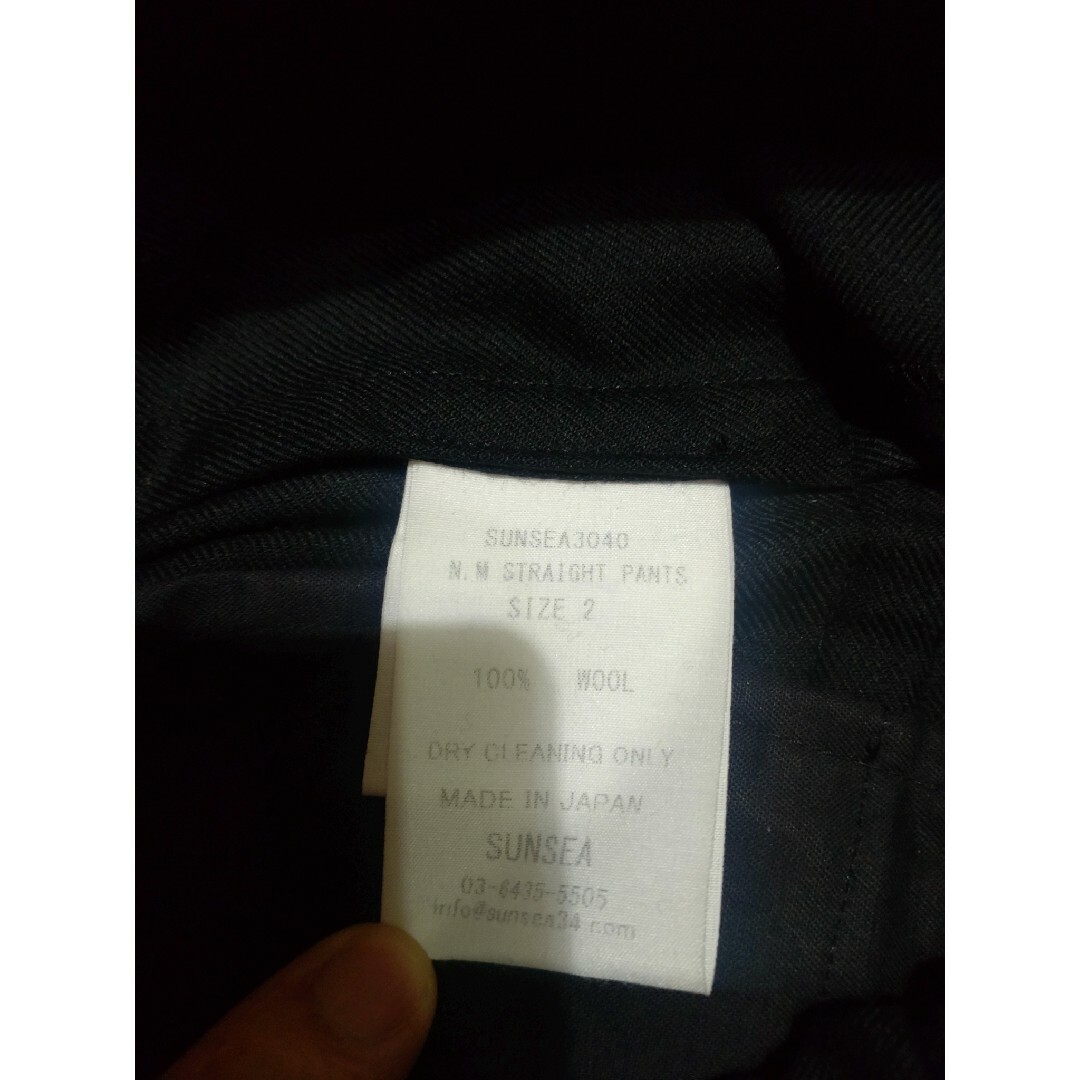 SUNSEA3040
N.M STRAIGHT PANTS
SIZE 2
100% WOOL
DRY CLEANING ONLY
MADE IN JAPAN
SUNSEA
03-6435-5505
info@sunsea34.com